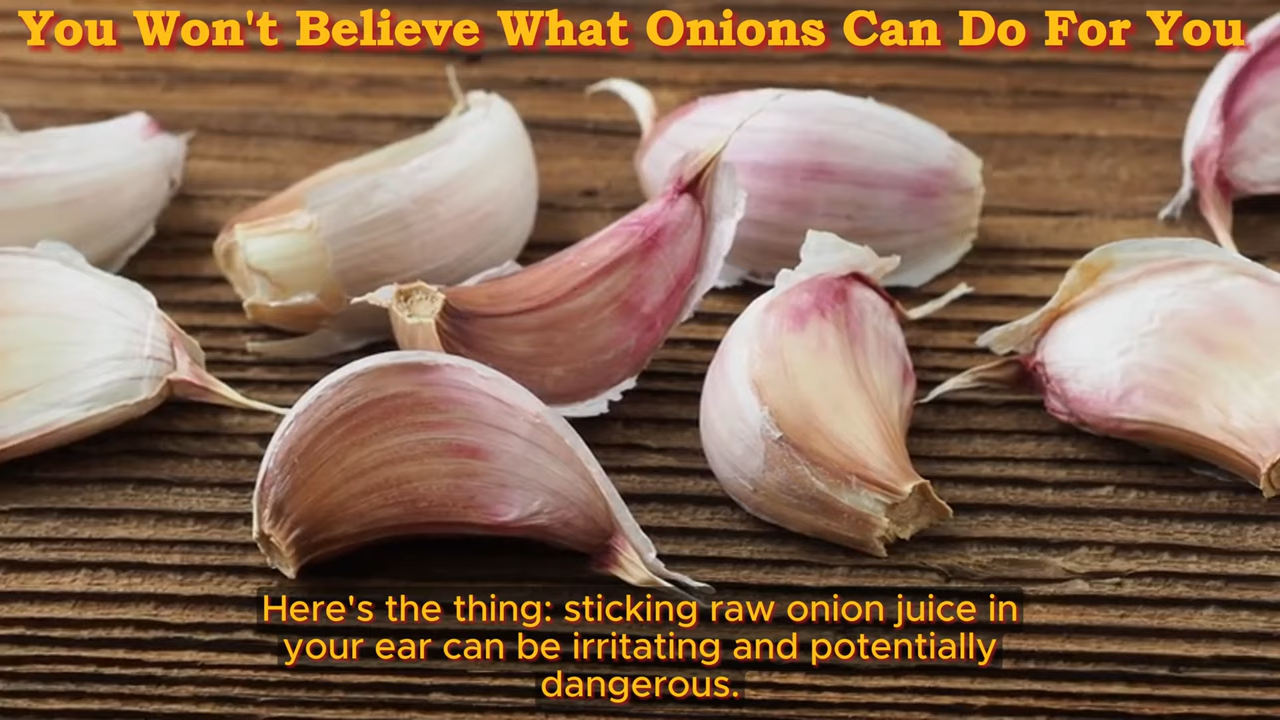 You Won't Believe What Onions Can Do For You
Here's the thing: sticking raw onion juice in
your ear can be irritating and potentially
dangerous.